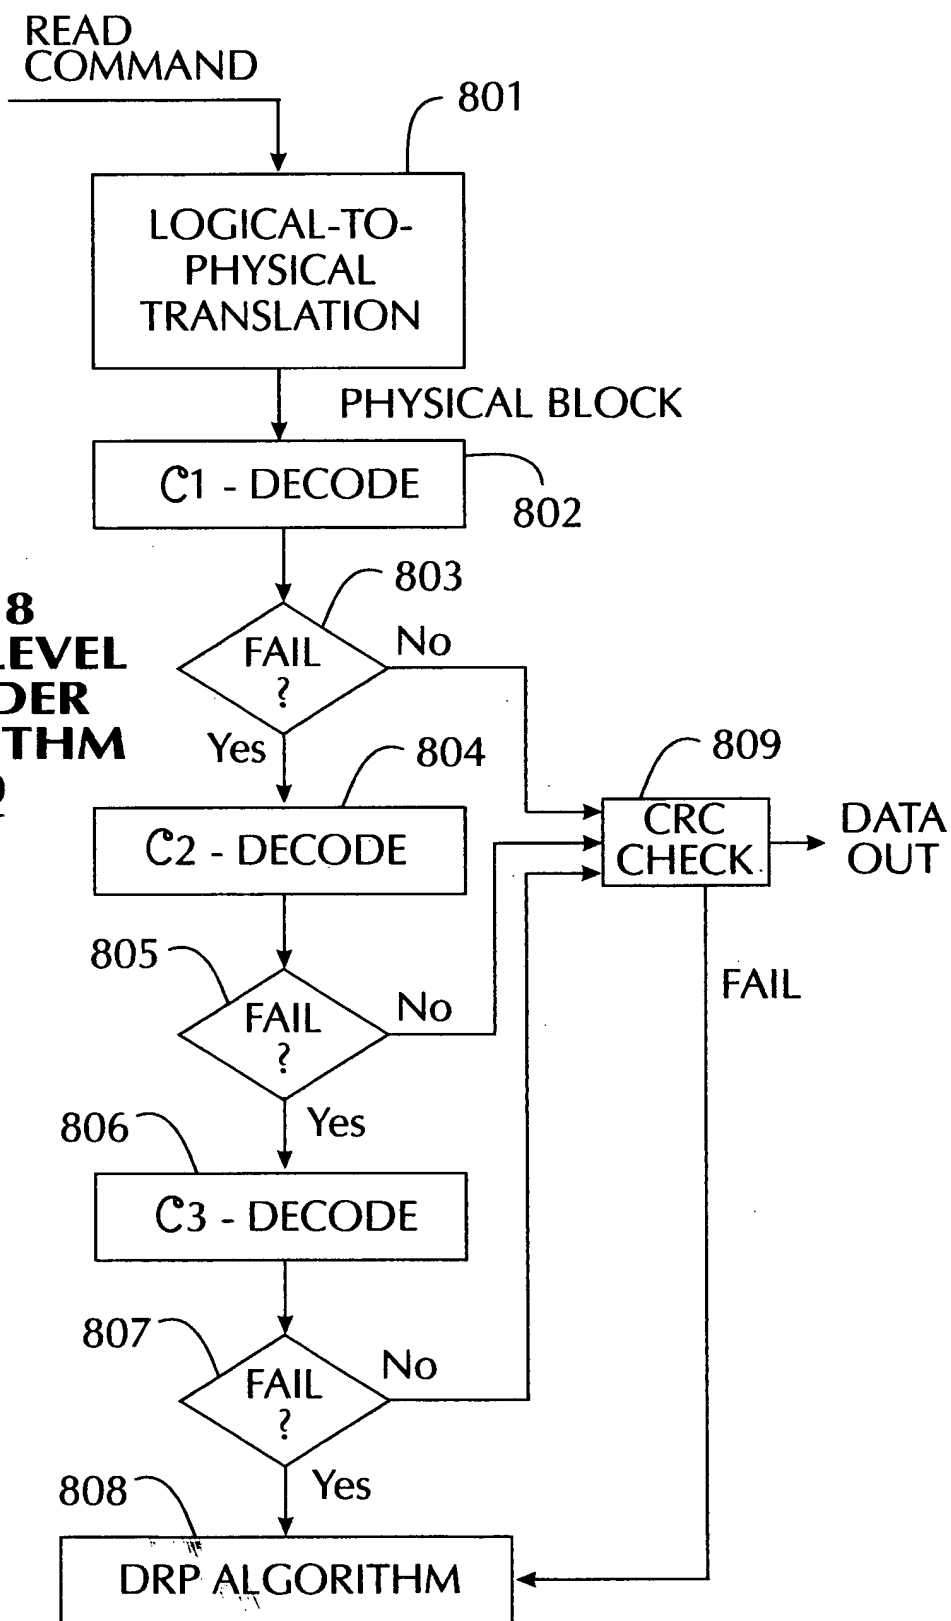 READ
COMMAND
801
LOGICAL-TO-
PHYSICAL
TRANSLATION
PHYSICAL BLOCK
C1 - DECODE
802
803
FAIL
?
No
Yes
8
LEVEL
DER
THM
804
C2 - DECODE
809
CRC
CHECK
DATA
OUT
805
FAIL
?
No
FAIL
Yes
806
C3 - DECODE
807
FAIL
?
No
Yes
808
DRP ALGORITHM